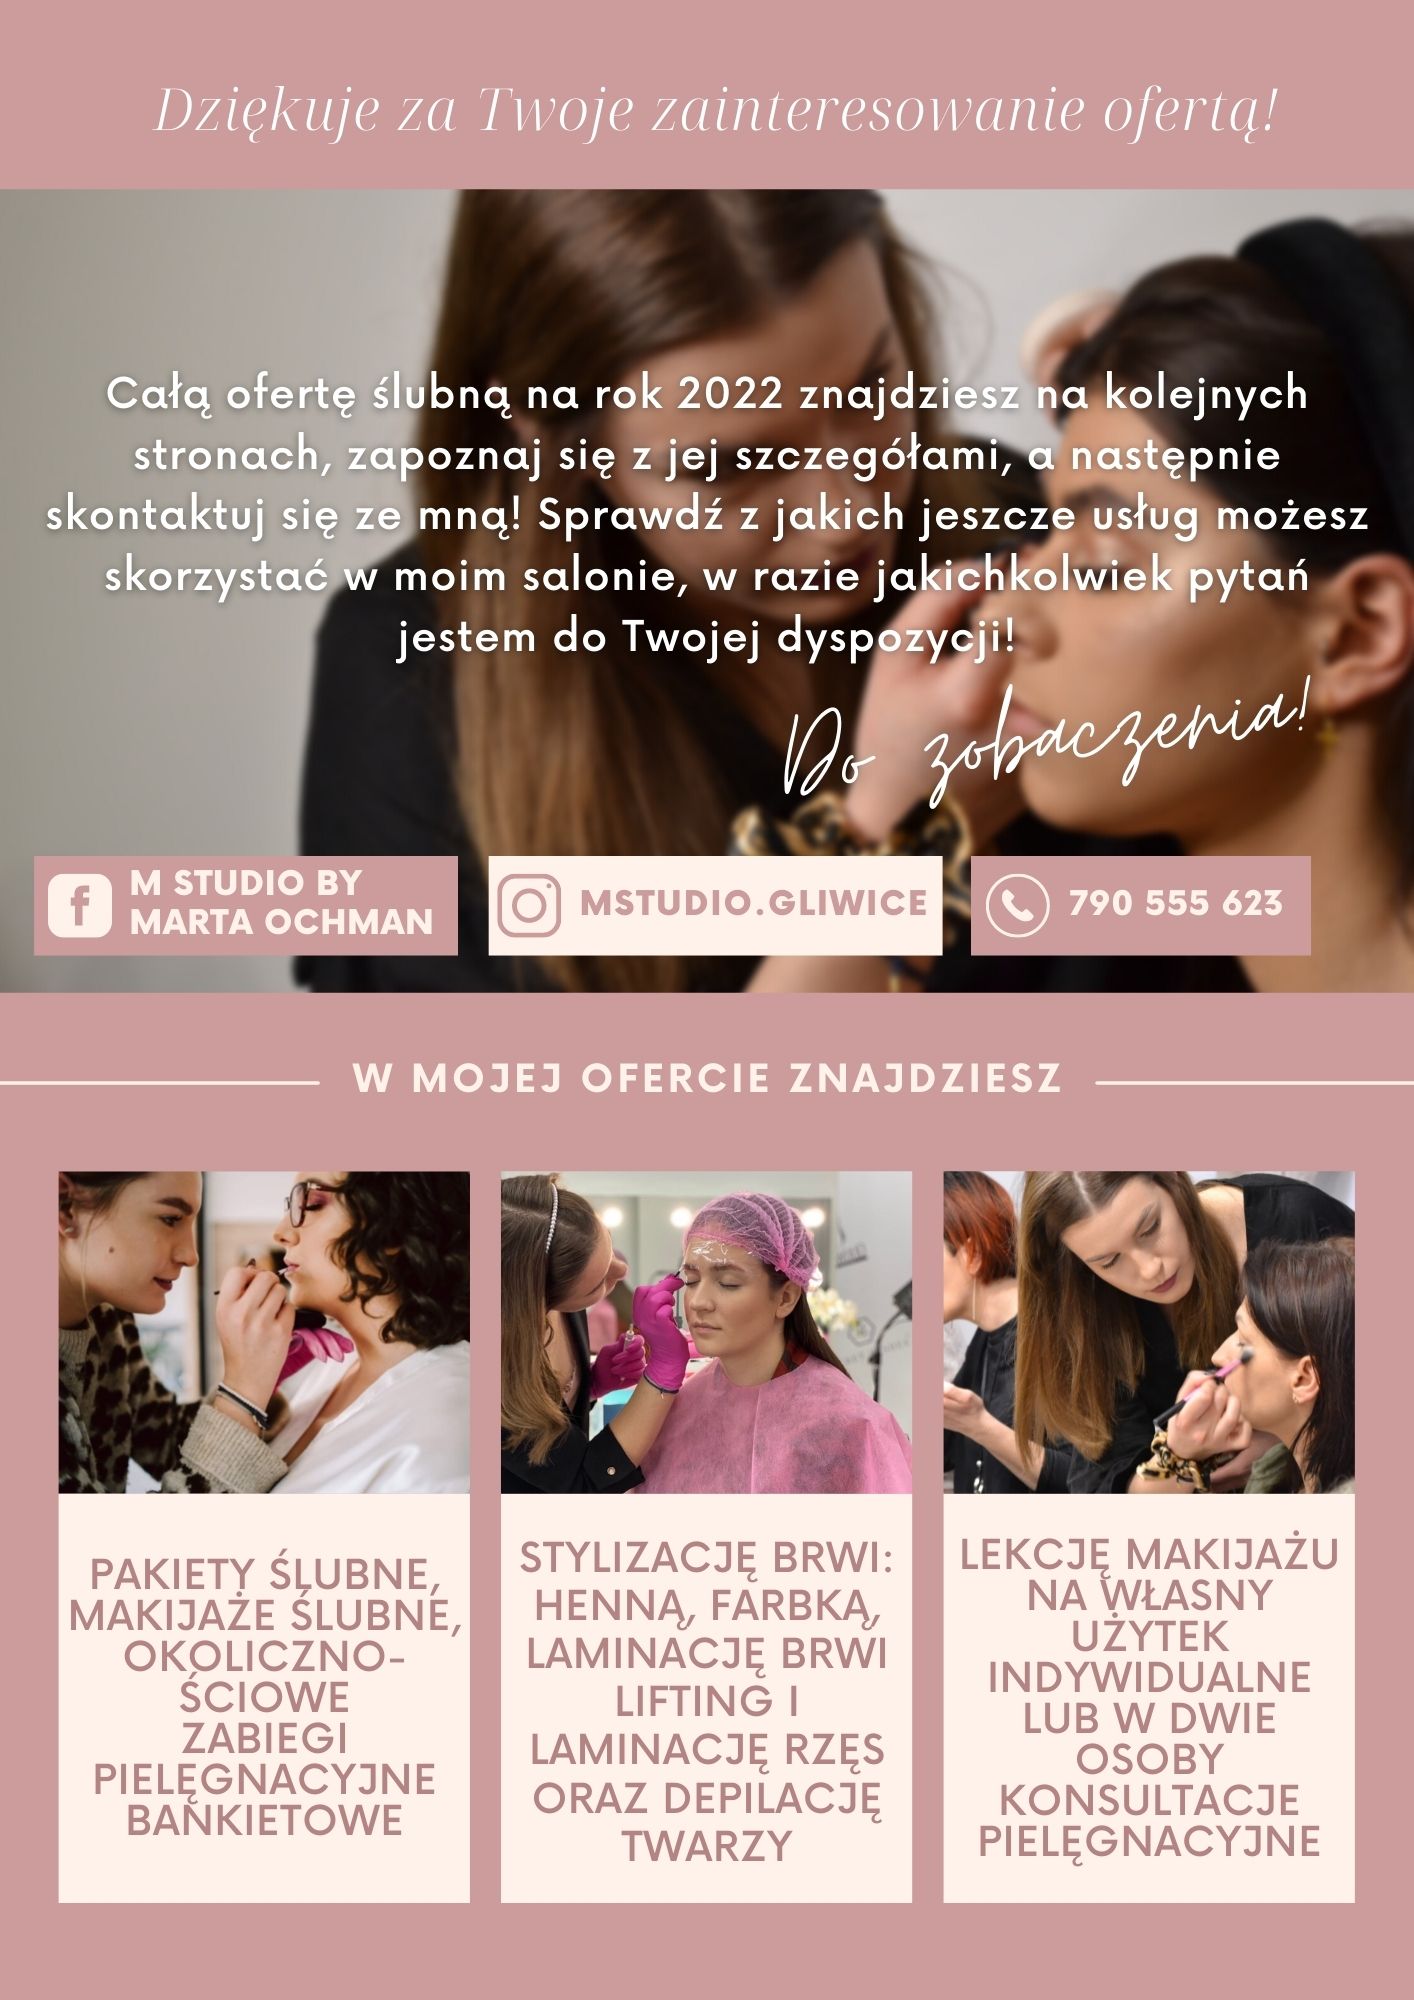 Dziękuje za Twoje zainteresowanie ofertą!
Całą ofertę ślubną na rok 2022 znajdziesz na kolejnych
stronach, zapoznaj się z jej szczegółami, a następnie
skontaktuj się ze mną! Sprawdź z jakich jeszcze usług możesz
skorzystać w moim salonie, w razie jakichkolwiek pytań
jestem do Twojej dyspozycji!
Do zobaczenia!
M STUDIO BY
MARTA OCHMAN
MSTUDIO.GLIWICE
790 555 623
W MOJEJ OFERCIE ZNAJDZIESZ
PAKIETY ŚLUBNE,
MAKIJAŻE ŚLUBNE,
OKOLICZNO-
ŚCIOWE
ZABIEGI
PIELĘGNACYJNE
BANKIETOWE
STYLIZACJĘ BRWI:
HENNĄ, FARBKĄ,
LAMINACJĘ BRWI
LIFTING I
LAMINACJĘ RZĘS
ORAZ DEPILACJĘ
TWARZY
LEKCJĘ MAKIJAŻU
NA WŁASNY
UŻYTEK
INDYWIDUALNE
LUB W DWIE
OSOBY
KONSULTACJE
PIELĘGNACYJNE